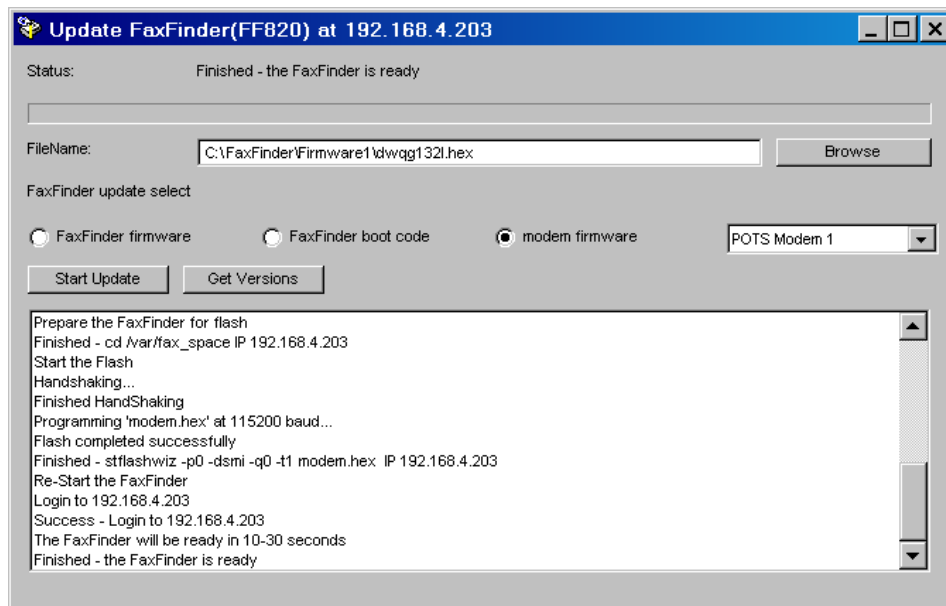 Update FaxFinder(FF820) at 192.168.4.203
Status: Finished - the FaxFinder is ready
FileName: C:\FaxFinder\Firmware1\dwqg132l.hex Browse
FaxFinder update select
FaxFinder firmware FaxFinder boot code modem firmware POTS Modem 1
Start Update Get Versions
Prepare the FaxFinder for flash
Finished - cd /var/fax_space IP 192.168.4.203
Start the Flash
Handshaking...
Finished HandShaking
Programming 'modem.hex' at 115200 baud...
Flash completed successfully
Finished - stflashwiz -p0 -dsmi -q0 -t1 modem.hex  IP 192.168.4.203
Re-Start the FaxFinder
Login to 192.168.4.203
Success - Login to 192.168.4.203
The FaxFinder will be ready in 10-30 seconds
Finished - the FaxFinder is ready